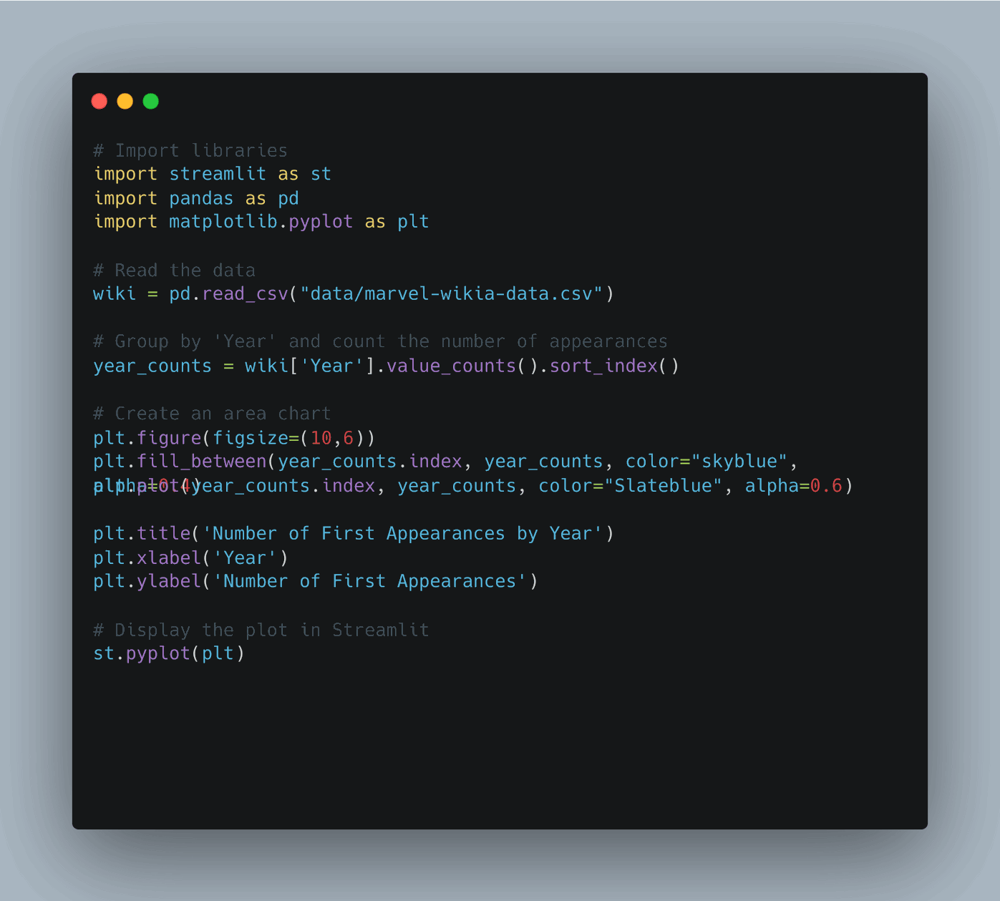 # Import libraries
import streamlit as st
import pandas as pd
import matplotlib.pyplot as plt
# Read the data
wiki = pd.read_csv("data/marvel-wikia-data.csv")
# Group by 'Year' and count the number of appearances
year_counts = wiki['Year'].value_counts().sort_index()
# Create an area chart
plt.figure(figsize=(10,6))
plt.fill_between(year_counts.index, year_counts, color="skyblue",
alpha=0.4)
plt.plot(year_counts.index, year_counts, color="Slateblue", alpha=0.6)
plt.title('Number of First Appearances by Year')
plt.xlabel('Year')
plt.ylabel('Number of First Appearances')
# Display the plot in Streamlit
st.pyplot(plt)